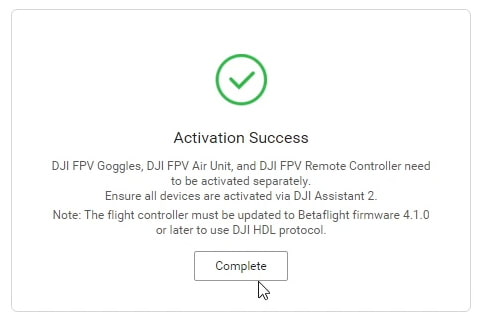 Activation Success
DJI FPV Goggles, DJI FPV Air Unit, and DJI FPV Remote Controller need
to be activated separately.
Ensure all devices are activated via DJI Assistant 2.
Note: The flight controller must be updated to Betaflight firmware 4.1.0
or later to use DJI HDL protocol.
Complete